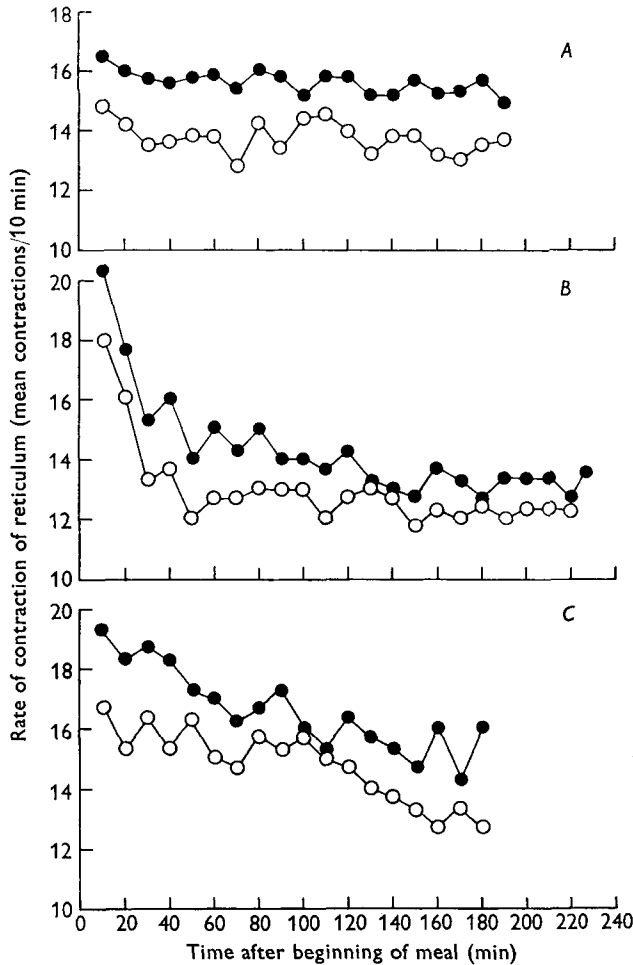 Rate of contraction of reticulum (mean contractions/10 min)
18
16
14
12
10
A
20
18
16
14
12
10
B
20
18
16
14
12
10
C
0 20 40 60 80 100 120 140 160 180 200 220 240
Time after beginning of meal (min)